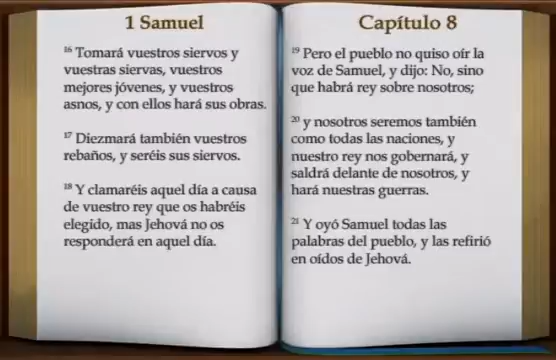 1 Samuel
16 Tomará vuestros siervos y
vuestras siervas, vuestros
mejores jóvenes, y vuestros
asnos, y con ellos hará sus obras.
17 Diezmará también vuestros
rebaños, y seréis sus siervos.
18 Y clamaréis aquel día a causa
de vuestro rey que os habréis
elegido, mas Jehová no os
responderá en aquel día.
Capítulo 8
19 Pero el pueblo no quiso oír la
voz de Samuel, y dijo: No, sino
que habrá rey sobre nosotros;
20 y nosotros seremos también
como todas las naciones, y
nuestro rey nos gobernará, y
saldrá delante de nosotros, y
hará nuestras guerras.
21 Y oyó Samuel todas las
palabras del pueblo, y las refirió
en oídos de Jehová.